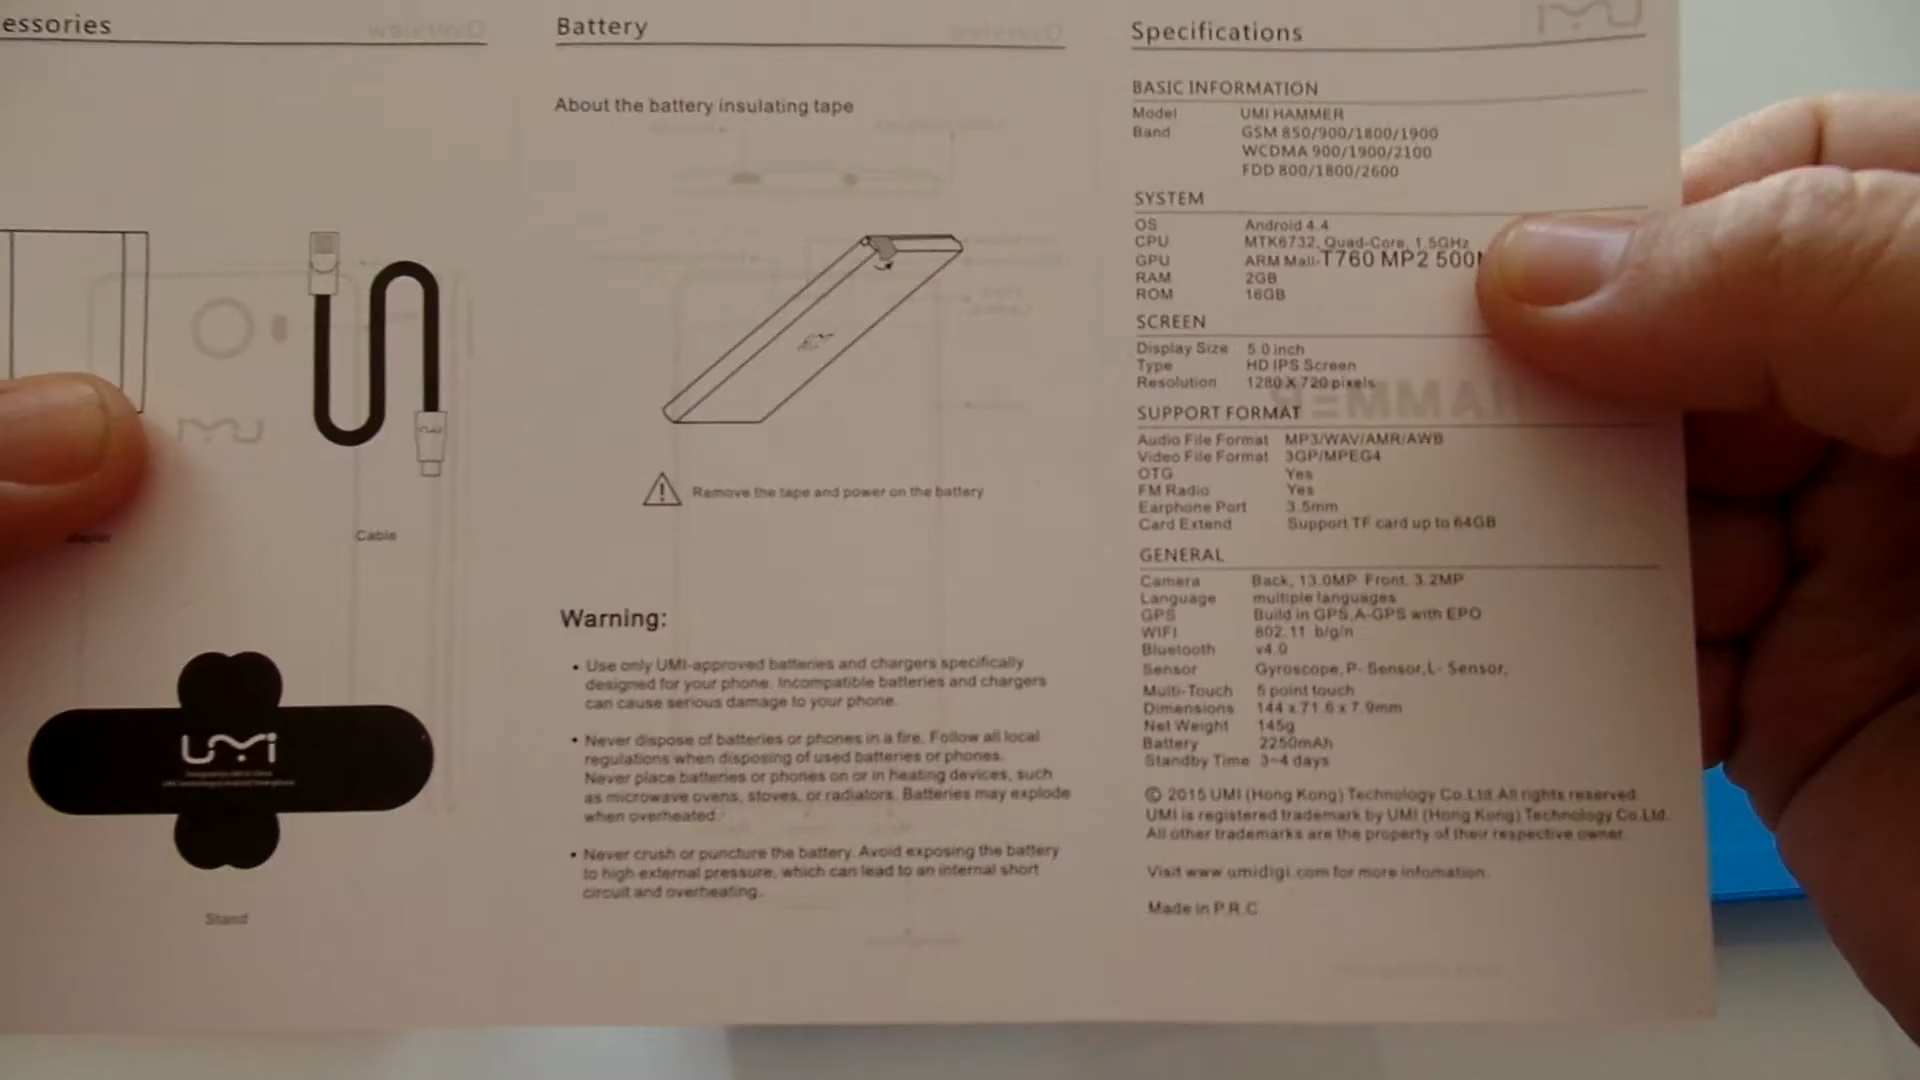 essories
Cable
UMi
Stand
Battery
About the battery insulating tape
Remove the tape and power on the battery
Warning:
• Use only UMI-approved batteries and chargers specifically
designed for your phone. Incompatible batteries and chargers
can cause serious damage to your phone.
• Never dispose of batteries or phones in a fire. Follow all local
regulations when disposing of used batteries or phones.
Never place batteries or phones on or in heating devices, such
as microwave ovens, stoves, or radiators. Batteries may explode
when overheated.
• Never crush or puncture the battery. Avoid exposing the battery
to high external pressure, which can lead to an internal short
circuit and overheating.
Specifications
BASIC INFORMATION
Model UMI HAMMER
Band GSM 850/900/1800/1900
WCDMA 900/1900/2100
FDD 800/1800/2600
SYSTEM
OS Android 4.4
CPU MTK6732, Quad-Core, 1.5GHz
GPU ARM Mali-T760 MP2 500
RAM 2GB
ROM 16GB
SCREEN
Display Size 5.0 inch
Type HD IPS Screen
Resolution 1280 X 720 pixels
SUPPORT FORMAT
Audio File Format MP3/WAV/AMR/AWB
Video File Format 3GP/MPEG4
OTG Yes
FM Radio Yes
Earphone Port 3.5mm
Card Extend Support TF card up to 64GB
GENERAL
Camera Back, 13.0MP Front, 3.2MP
Language multiple languages
GPS Build in GPS,A-GPS with EPO
WIFI 802.11 b/g/n
Bluetooth v4.0
Sensor Gyroscope, P- Sensor,L- Sensor,
Multi-Touch 5 point touch
Dimensions 144 x 71.6 x 7.9mm
Net Weight 145g
Battery 2250mAh
Standby Time 3~4 days
© 2015 UMI (Hong Kong) Technology Co.Ltd.All rights reserved.
UMI is registered trademark by UMI (Hong Kong) Technology Co.Ltd.
All other trademarks are the property of their respective owner.
Visit www.umidigi.com for more infomation.
Made in P.R.C